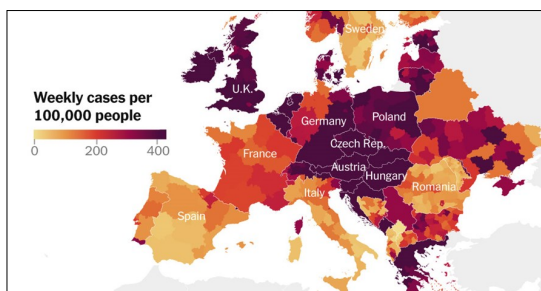 Sweden
U.K.
Weekly cases per
100,000 people
0 200 400
Germany
Poland
Czech Rep.
France
Austria
Hungary
Italy
Romania
Spain